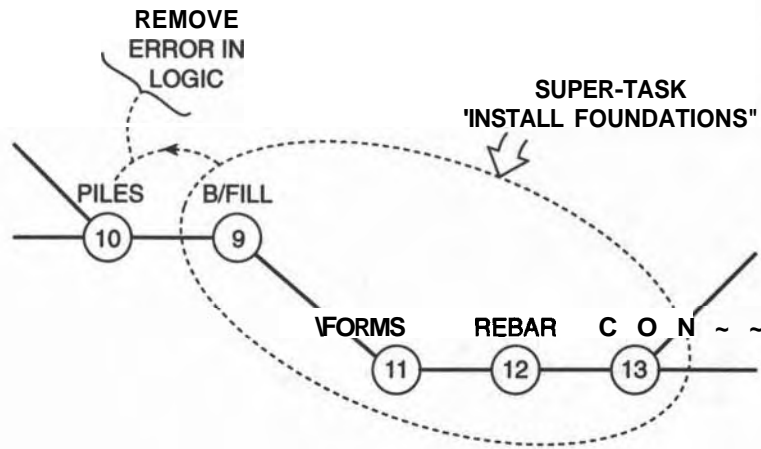 REMOVE
ERROR IN
LOGIC
SUPER-TASK
'INSTALL FOUNDATIONS"
PILES
B/FILL
10
9
\FORMS
REBAR
C O N ~ ~
11
12
13